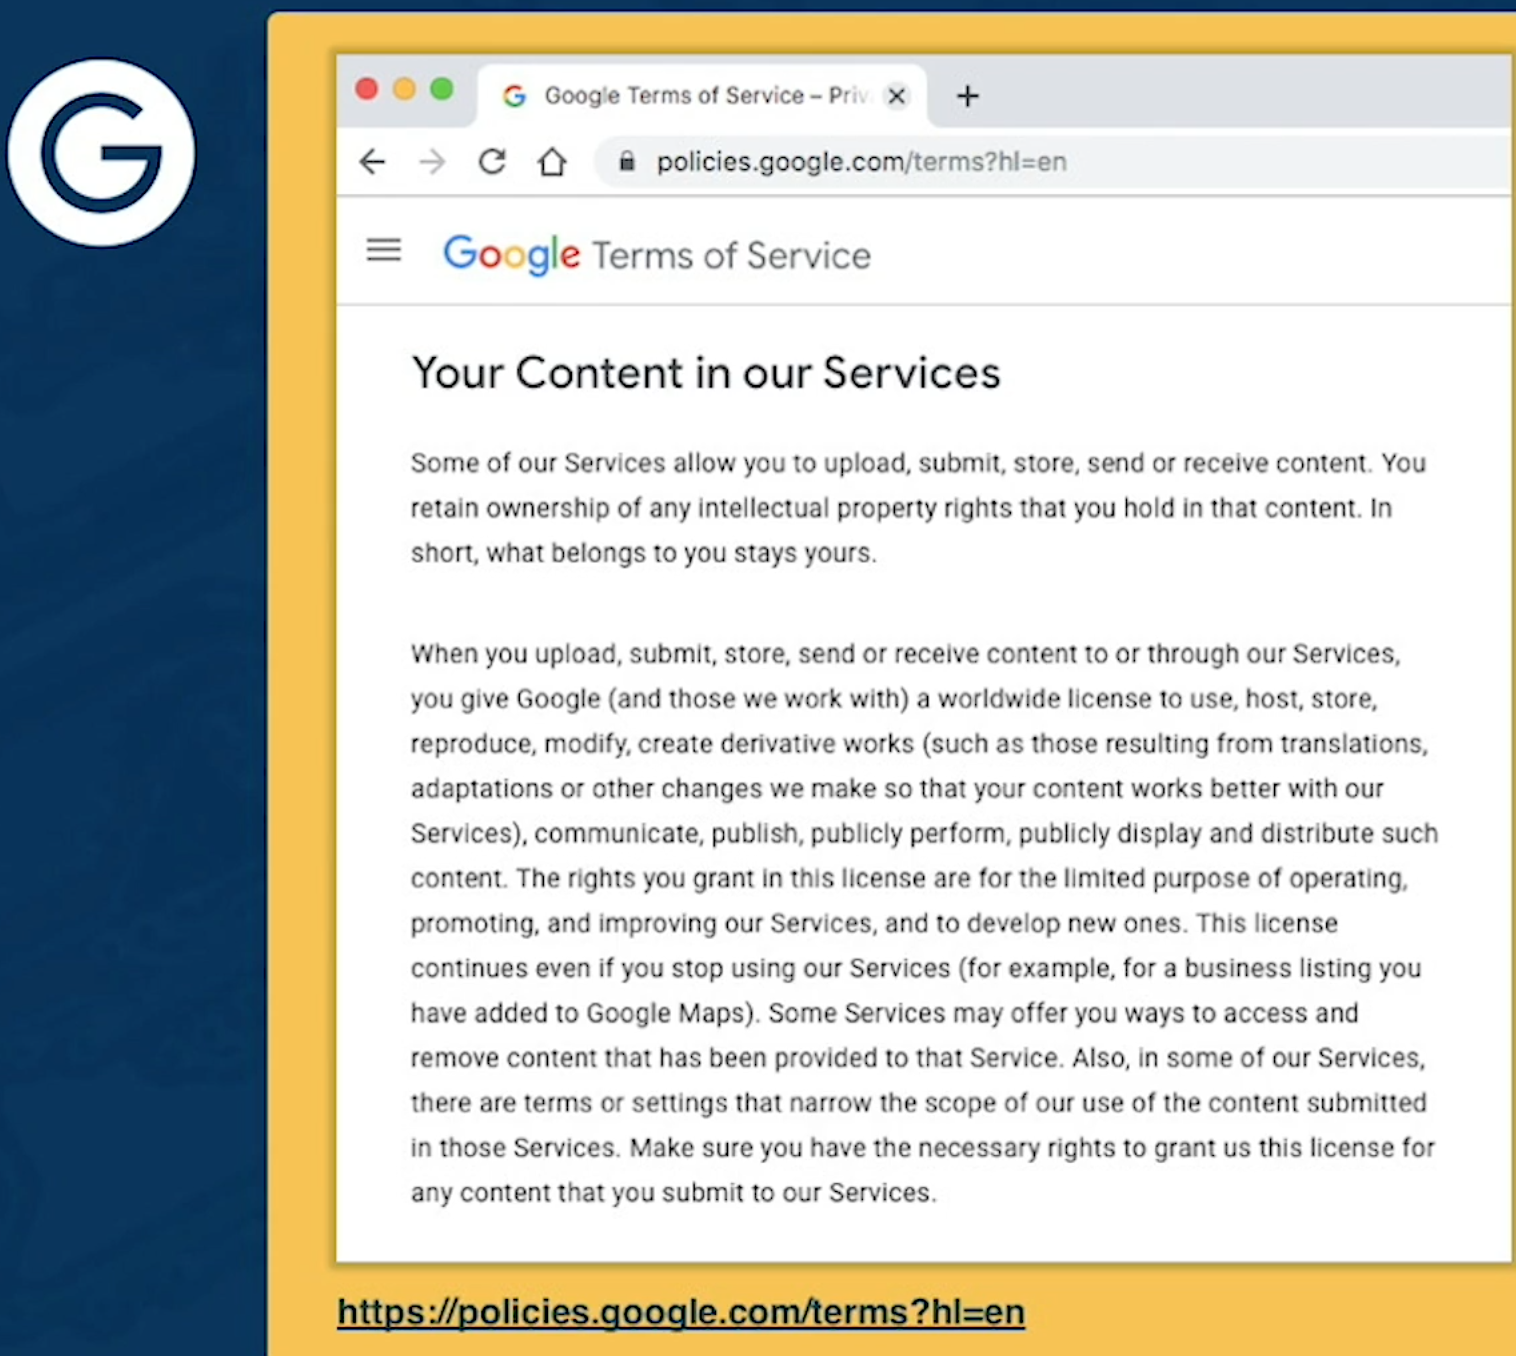 G
Google Terms of Service – Priv
policies.google.com/terms?hl=en
Google Terms of Service
Your Content in our Services
Some of our Services allow you to upload, submit, store, send or receive content. You
retain ownership of any intellectual property rights that you hold in that content. In
short, what belongs to you stays yours.
When you upload, submit, store, send or receive content to or through our Services,
you give Google (and those we work with) a worldwide license to use, host, store,
reproduce, modify, create derivative works (such as those resulting from translations,
adaptations or other changes we make so that your content works better with our
Services), communicate, publish, publicly perform, publicly display and distribute such
content. The rights you grant in this license are for the limited purpose of operating,
promoting, and improving our Services, and to develop new ones. This license
continues even if you stop using our Services (for example, for a business listing you
have added to Google Maps). Some Services may offer you ways to access and
remove content that has been provided to that Service. Also, in some of our Services,
there are terms or settings that narrow the scope of our use of the content submitted
in those Services. Make sure you have the necessary rights to grant us this license for
any content that you submit to our Services.
https://policies.google.com/terms?hl=en